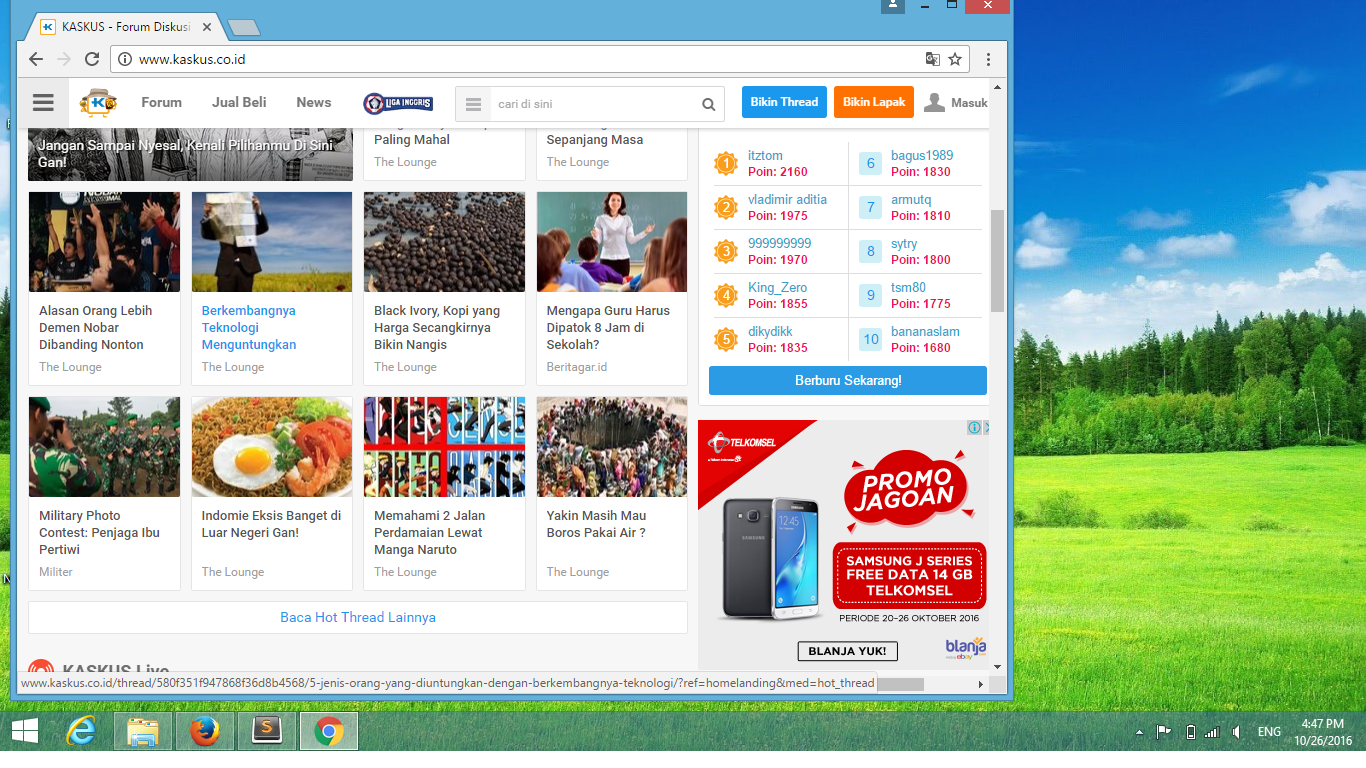 KASKUS - Forum Diskusi
www.kaskus.co.id
Forum
Jual Beli
News
LIGA INGGRIS
cari di sini
Bikin Thread
Bikin Lapak
Masuk
Jangan Sampai Nyesal, Kenali Pilihanmu Di Sini
Gan!
Paling Mahal
The Lounge
Sepanjang Masa
The Lounge
Alasan Orang Lebih
Demen Nobar
Dibanding Nonton
The Lounge
Berkembangnya
Teknologi
Menguntungkan
The Lounge
Black Ivory, Kopi yang
Harga Secangkirnya
Bikin Nangis
The Lounge
Mengapa Guru Harus
Dipatok 8 Jam di
Sekolah?
Beritagar.id
Military Photo
Contest: Penjaga Ibu
Pertiwi
Militer
Indomie Eksis Banget di
Luar Negeri Gan!
The Lounge
Memahami 2 Jalan
Perdamaian Lewat
Manga Naruto
The Lounge
Yakin Masih Mau
Boros Pakai Air ?
The Lounge
Baca Hot Thread Lainnya
KASKUS Live
1 itztom
Poin: 2160
2 vladimir aditia
Poin: 1975
3 999999999
Poin: 1970
4 King_Zero
Poin: 1855
5 dikydikk
Poin: 1835
6 bagus1989
Poin: 1830
7 armutq
Poin: 1810
8 sytry
Poin: 1800
9 tsm80
Poin: 1775
10 bananaslam
Poin: 1680
Berburu Sekarang!
TELKOMSEL
PROMO
JAGOAN
SAMSUNG
12:45
SAMSUNG J SERIES
FREE DATA 14 GB
TELKOMSEL
PERIODE 20-26 OKTOBER 2016
BLANJA YUK!
blanja
ebay
www.kaskus.co.id/thread/580f351f947868f36d8b4568/5-jenis-orang-yang-diuntungkan-dengan-berkembangnya-teknologi/?ref=homelanding&med=hot_thread
ENG
4:47 PM
10/26/2016